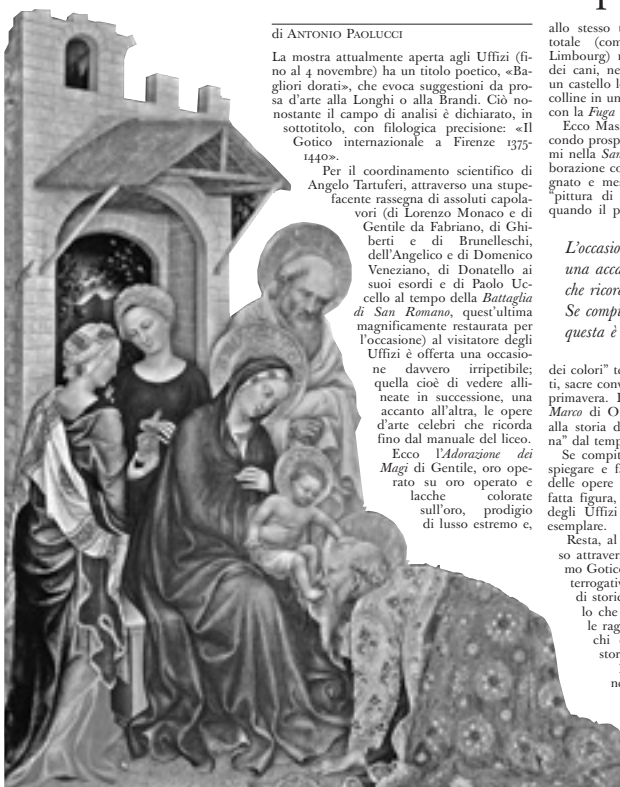 di ANTONIO PAOLUCCI
La mostra attualmente aperta agli Uffizi (fi-
no al 4 novembre) ha un titolo poetico, «Ba-
gliori dorati», che evoca suggestioni da pro-
sa d'arte alla Longhi o alla Brandi. Ciò no-
nostante il campo di analisi è dichiarato, in
sottotitolo, con filologica precisione: «Il
Gotico internazionale a Firenze 1375-
1440».
Per il coordinamento scientifico di
Angelo Tartuferi, attraverso una stupe-
facente rassegna di assoluti capola-
vori (di Lorenzo Monaco e di
Gentile da Fabriano, di Ghi-
berti e di Brunelleschi,
dell'Angelico e di Domenico
Veneziano, di Donatello ai
suoi esordi e di Paolo Uc-
cello al tempo della Battaglia
di San Romano, quest'ultima
magnificamente restaurata per
l'occasione) al visitatore degli
Uffizi è offerta una occasio-
ne davvero irripetibile;
quella cioè di vedere alli-
neate in successione, una
accanto all'altra, le opere
d'arte celebri che ricorda
fino dal manuale del liceo.
Ecco l'Adorazione dei
Magi di Gentile, oro ope-
rato su oro operato e
lacche colorate
sull'oro, prodigio
di lusso estremo e,
allo stesso
totale (com
Limbourg)
dei cani, ne
un castello l
colline in un
con la Fuga
Ecco Mas
condo prosp
mi nella San
borazione co
gnato e mes
"pittura di
quando il p
L'occasio
una acca
che ricor
Se compi
questa è
dei colori" te
ti, sacre conv
primavera.
Marco di O
alla storia d
na" dal temp
Se compit
spiegare e f
delle opere
fatta figura,
degli Uffizi
esemplare.
Resta, al
so attraver
mo Gotico
terrogativ
di storic
lo che
le rag
chi
stor
ne